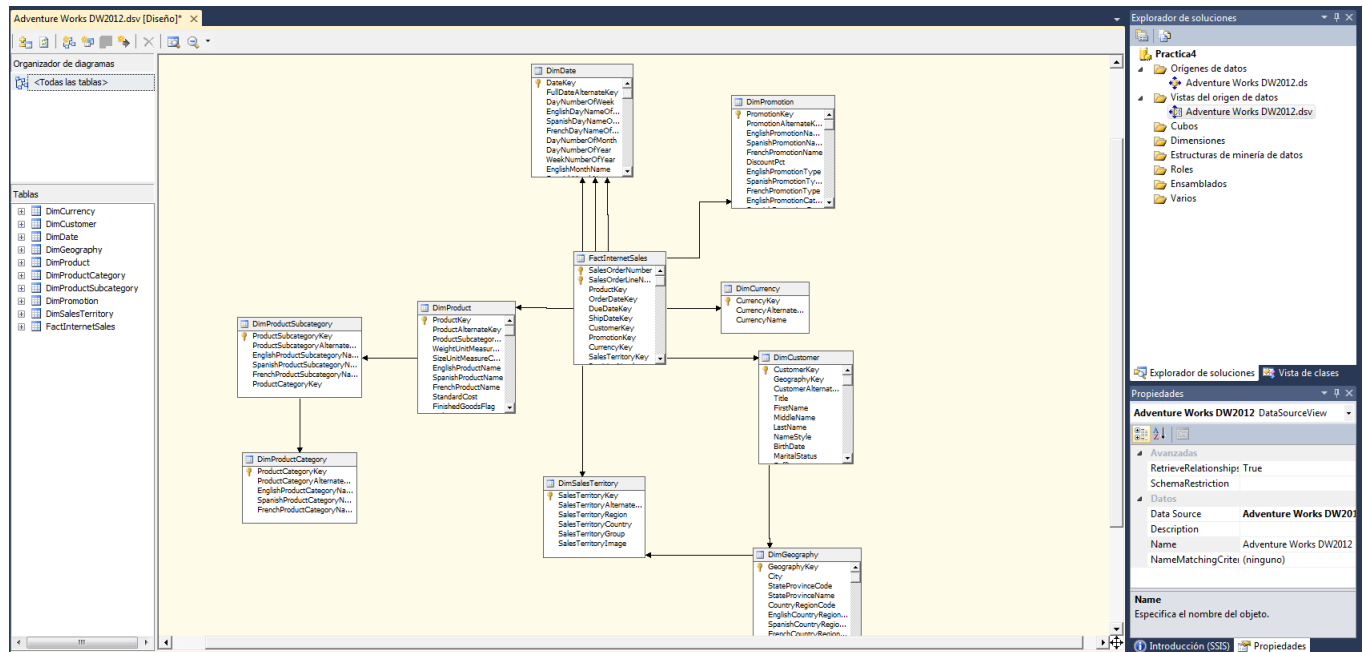 Adventure Works DW2012.dsv [Diseño]*
Organizador de diagramas
<Todas las tablas>
Tablas
DimCurrency
DimCustomer
DimDate
DimGeography
DimProduct
DimProductCategory
DimProductSubcategory
DimPromotion
DimSalesTerritory
FactInternetSales
DimDate
DateKey
FullDateAlternateKey
DayNumberOfWeek
EnglishDayNameOf...
SpanishDayNameO...
FrenchDayNameOf...
DayNumberOfMonth
DayNumberOfYear
WeekNumberOfYear
EnglishMonthName
DimPromotion
PromotionKey
PromotionAlternateK...
EnglishPromotionNa...
SpanishPromotionNa...
FrenchPromotionName
DiscountPct
EnglishPromotionType
SpanishPromotionTy...
FrenchPromotionType
EnglishPromotionCat...
FactInternetSales
SalesOrderNumber
SalesOrderLineN...
ProductKey
OrderDateKey
DueDateKey
ShipDateKey
CustomerKey
PromotionKey
CurrencyKey
SalesTerritoryKey
DimCurrency
CurrencyKey
CurrencyAlternate...
CurrencyName
DimProduct
ProductKey
ProductAlternateKey
ProductSubcategor...
WeightUnitMeasur...
SizeUnitMeasureC...
EnglishProductName
SpanishProductName
FrenchProductName
StandardCost
FinishedGoodsFlag
DimProductSubcategory
ProductSubcategoryKey
ProductSubcategoryAlternate...
EnglishProductSubcategoryNa...
SpanishProductSubcategoryN...
FrenchProductSubcategoryNa...
ProductCategoryKey
DimCustomer
CustomerKey
GeographyKey
CustomerAlternat...
Title
FirstName
MiddleName
LastName
NameStyle
BirthDate
MaritalStatus
DimProductCategory
ProductCategoryKey
ProductCategoryAlternate...
EnglishProductCategoryNa...
SpanishProductCategoryN...
FrenchProductCategoryNa...
DimSalesTerritory
SalesTerritoryKey
SalesTerritoryAlternate...
SalesTerritoryRegion
SalesTerritoryCountry
SalesTerritoryGroup
SalesTerritoryImage
DimGeography
GeographyKey
City
StateProvinceCode
StateProvinceName
CountryRegionCode
EnglishCountryRegion...
SpanishCountryRegio...
FrenchCountryRegion...
Explorador de soluciones
Practica4
Orígenes de datos
Adventure Works DW2012.ds
Vistas del origen de datos
Adventure Works DW2012.dsv
Cubos
Dimensiones
Estructuras de minería de datos
Roles
Ensamblados
Varios
Explorador de soluciones
Vista de clases
Propiedades
Adventure Works DW2012 DataSourceView
Avanzadas
RetrieveRelationships True
SchemaRestriction
Datos
Data Source Adventure Works DW201
Description
Name Adventure Works DW2012
NameMatchingCriter (ninguno)
Name
Especifica el nombre del objeto.
Introducción (SSIS)
Propiedades